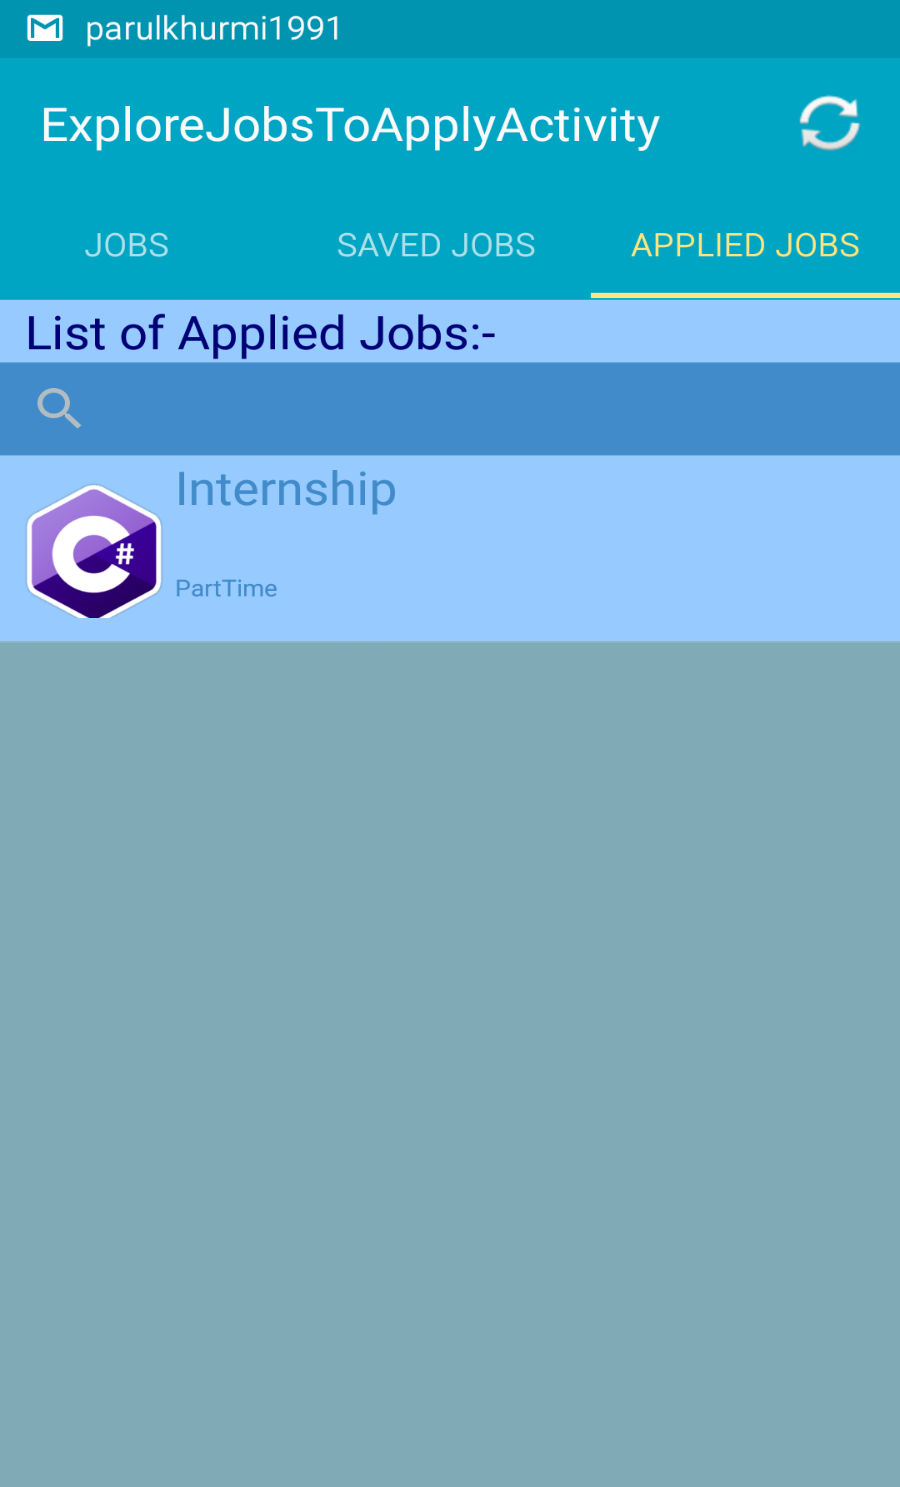 parulkhurmi1991
ExploreJobsToApplyActivity
JOBS SAVED JOBS APPLIED JOBS
List of Applied Jobs:-
Internship
C#
PartTime